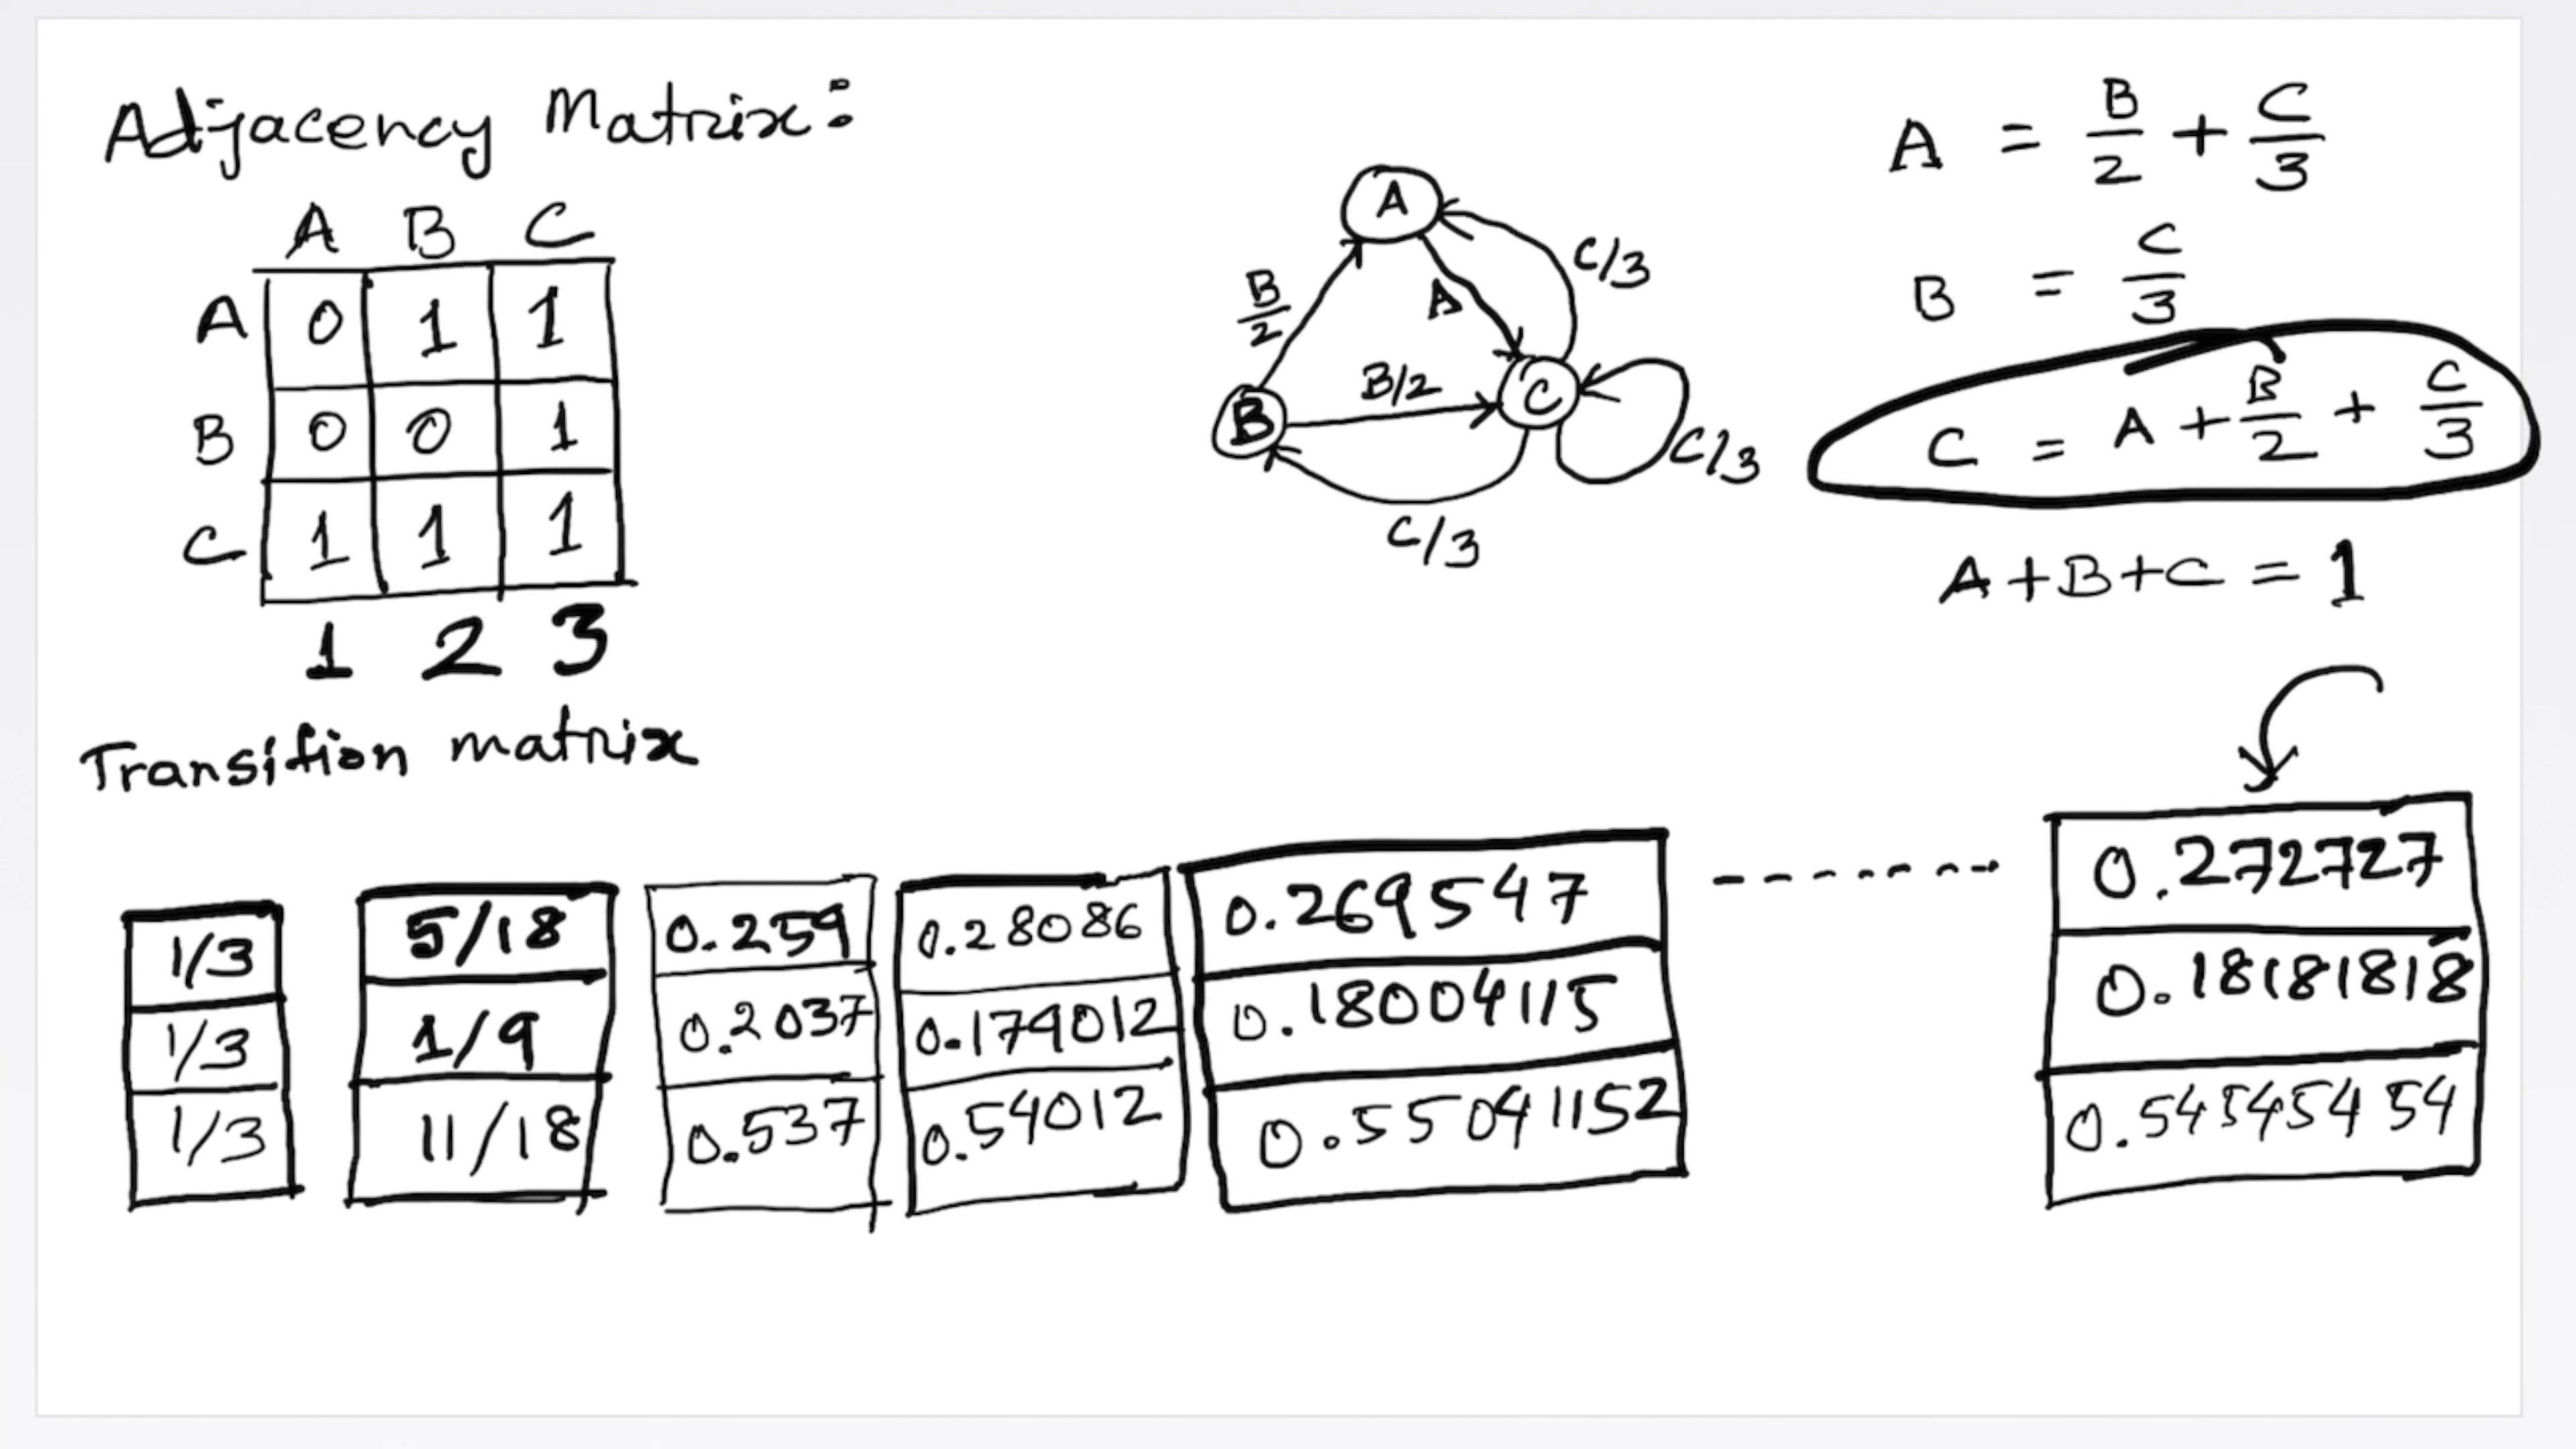 Adjacency Matrix:
A B C
A 0 1 1
B 0 0 1
C 1 1 1
1 2 3
A
B
C
B/2
A
C/3
B/2
C/3
C/3
A = B/2 + C/3
B = C/3
C = A + B/2 + C/3
A+B+C = 1
Transition matrix
1/3 5/18 0.259 0.28086 0.269547 ------- 0.272727
1/3 1/9 0.2037 0.179012 0.18004115 0.18181818
1/3 11/18 0.537 0.54012 0.55041152 0.54545454